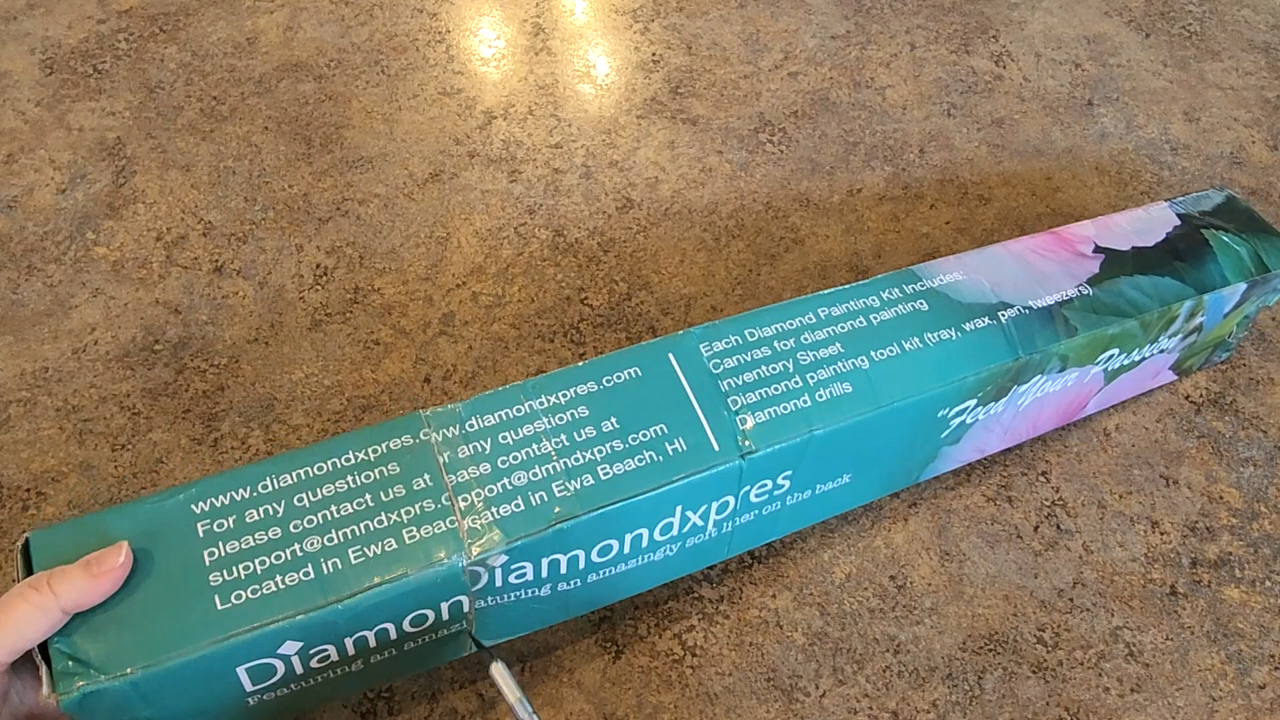 www.diamondxpres.c
For any questions
please contact us at
support@dmndxprs.c
Located in Ewa Beac
Diamon
Featuring an amazi
ww.diamondxpres.com
r any questions
ease contact us at
pport@dmndxprs.com
cated in Ewa Beach, HI
Diamondxpres
aturing an amazingly soft liner on the back
Each Diamond Painting Kit Includes:
Canvas for diamond painting
Inventory Sheet
Diamond painting tool kit (tray, wax, pen, tweezers)
Diamond drills
"Feed Your Passion"